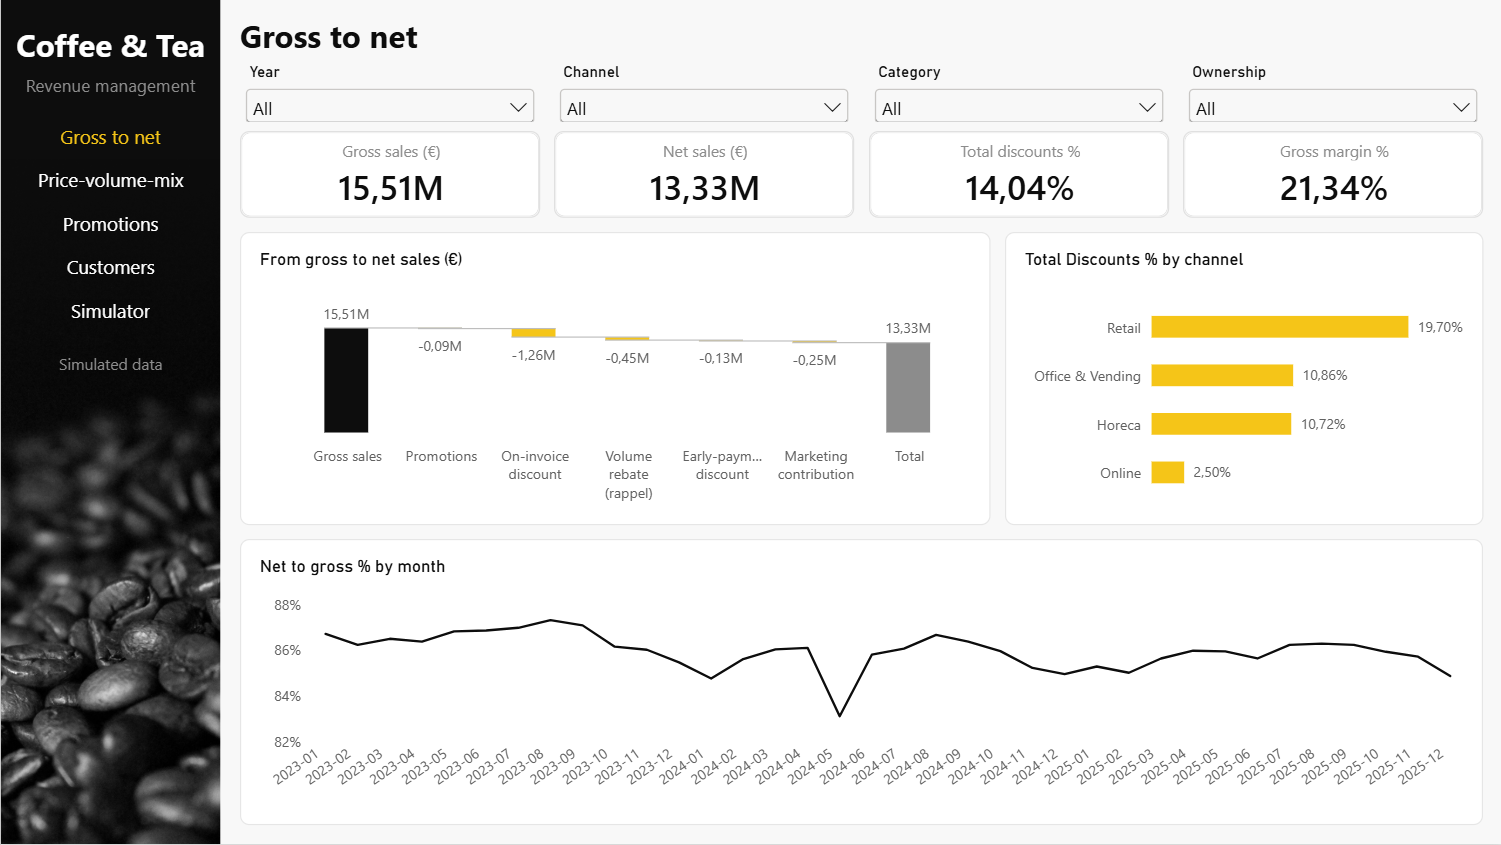 Coffee & Tea
Revenue management
Gross to net
Price-volume-mix
Promotions
Customers
Simulator
Simulated data
Gross to net
Year
Channel
Category
Ownership
All
All
All
All
Gross sales (€)
15,51M
Net sales (€)
13,33M
Total discounts %
14,04%
Gross margin %
21,34%
From gross to net sales (€)
15,51M
-0,09M
-1,26M
-0,45M
-0,13M
-0,25M
13,33M
Gross sales
Promotions
On-invoice
discount
Volume
rebate
(rappel)
Early-paym...
discount
Marketing
contribution
Total
Total Discounts % by channel
Retail 19,70%
Office & Vending 10,86%
Horeca 10,72%
Online 2,50%
Net to gross % by month
88%
86%
84%
82%
2023-01
2023-02
2023-03
2023-04
2023-05
2023-06
2023-07
2023-08
2023-09
2023-10
2023-11
2023-12
2024-01
2024-02
2024-03
2024-04
2024-05
2024-06
2024-07
2024-08
2024-09
2024-10
2024-11
2024-12
2025-01
2025-02
2025-03
2025-04
2025-05
2025-06
2025-07
2025-08
2025-09
2025-10
2025-11
2025-12